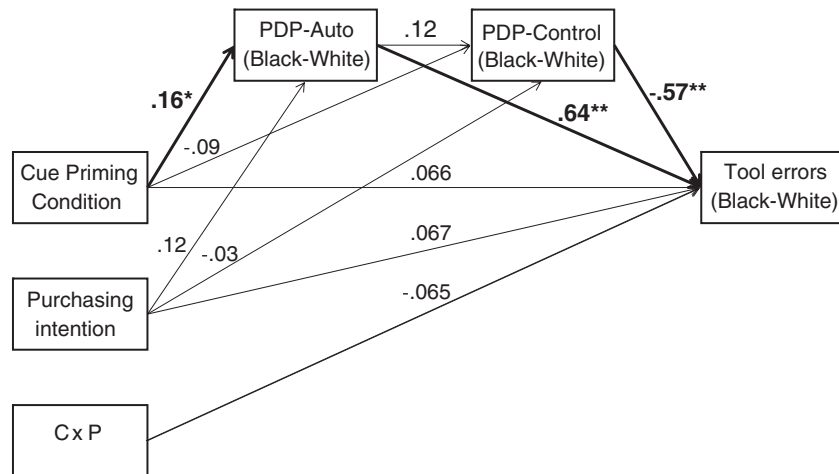 PDP-Auto
(Black-White)
.12
PDP-Control
(Black-White)
.16*
-.57**
.64**
-.09
Cue Priming
Condition
.066
Tool errors
(Black-White)
.12
-.03
.067
Purchasing
intention
-.065
C x P